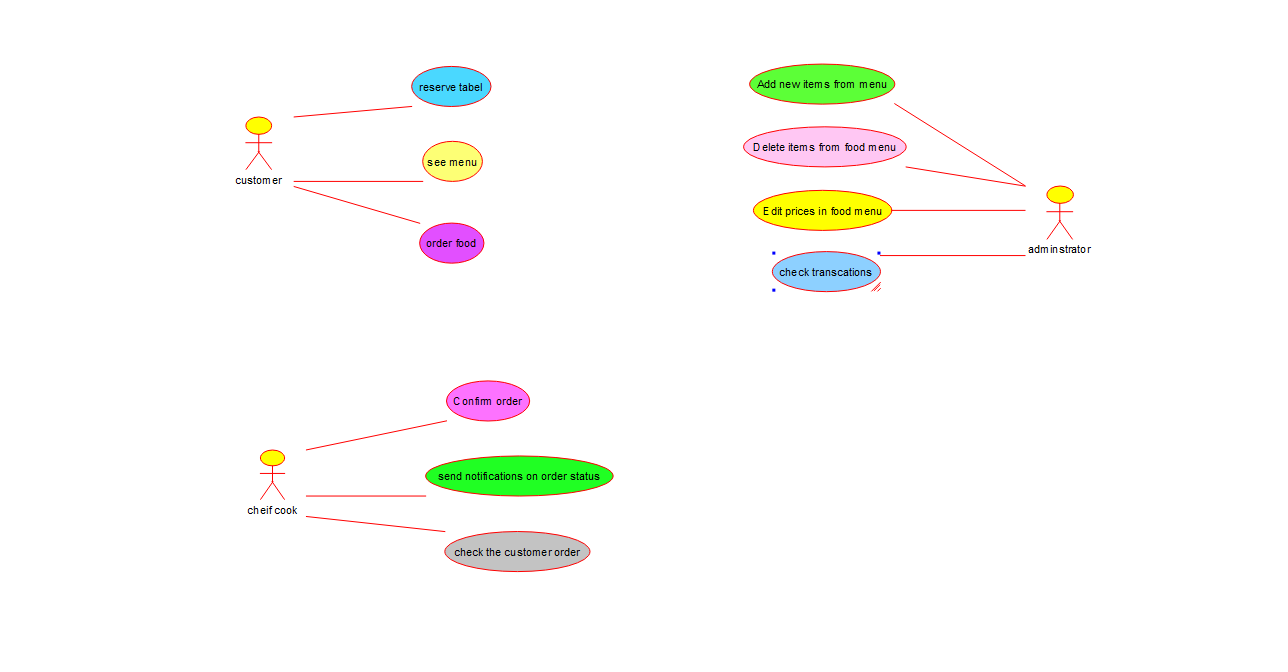 reserve tabel
see menu
customer
order food
Add new items from menu
Delete items from food menu
Edit prices in food menu
adminstrator
check transcations
Confirm order
send notifications on order status
cheif cook
check the customer order